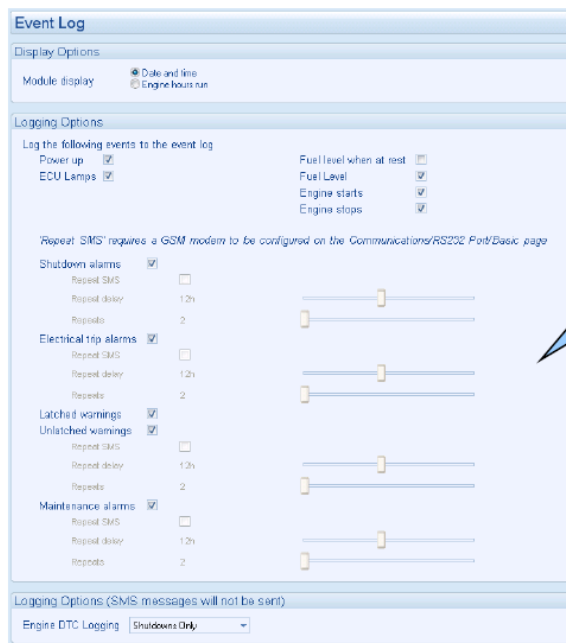 Event Log
Display Options
Module display
Date and time
Engine hours run
Logging Options
Log the following events to the event log
Power up
Fuel level when at rest
ECU Lamps
Fuel Level
Engine starts
Engine stops
'Repeat SMS' requires a GSM modem to be configured on the Communications/RS232 Port/Basic page
Shutdown alarms
Repeat SMS
Repeat delay 12h
Repeats 2
Electrical trip alarms
Repeat SMS
Repeat delay 12h
Repeats 2
Latched warnings
Unlatched warnings
Repeat SMS
Repeat delay 12h
Repeats 2
Maintenance alarms
Repeat SMS
Repeat delay 12h
Repeats 2
Logging Options (SMS messages will not be sent)
Engine DTC Logging Shutdowns Only